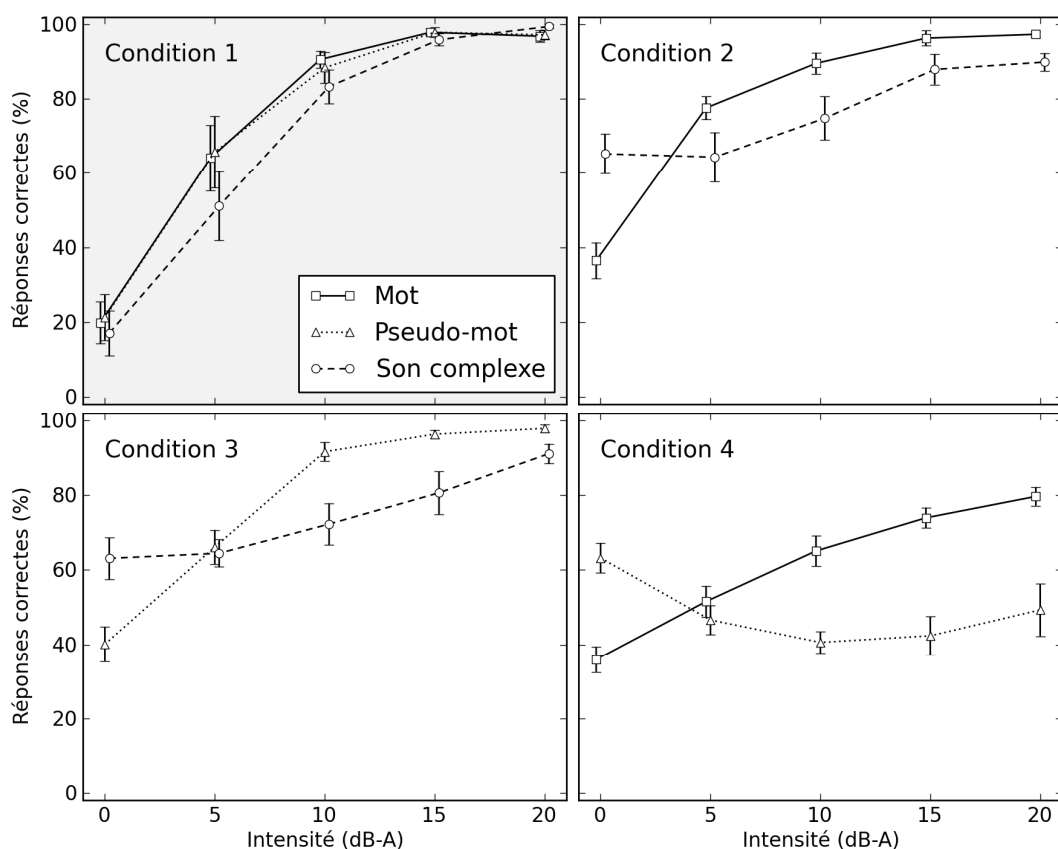 Condition 1
Condition 2
100
80
60
40
20
0
Réponses correctes (%)
Mot
Pseudo-mot
Son complexe
Condition 3
Condition 4
100
80
60
40
20
0
Réponses correctes (%)
0 5 10 15 20
0 5 10 15 20
Intensité (dB-A)
Intensité (dB-A)